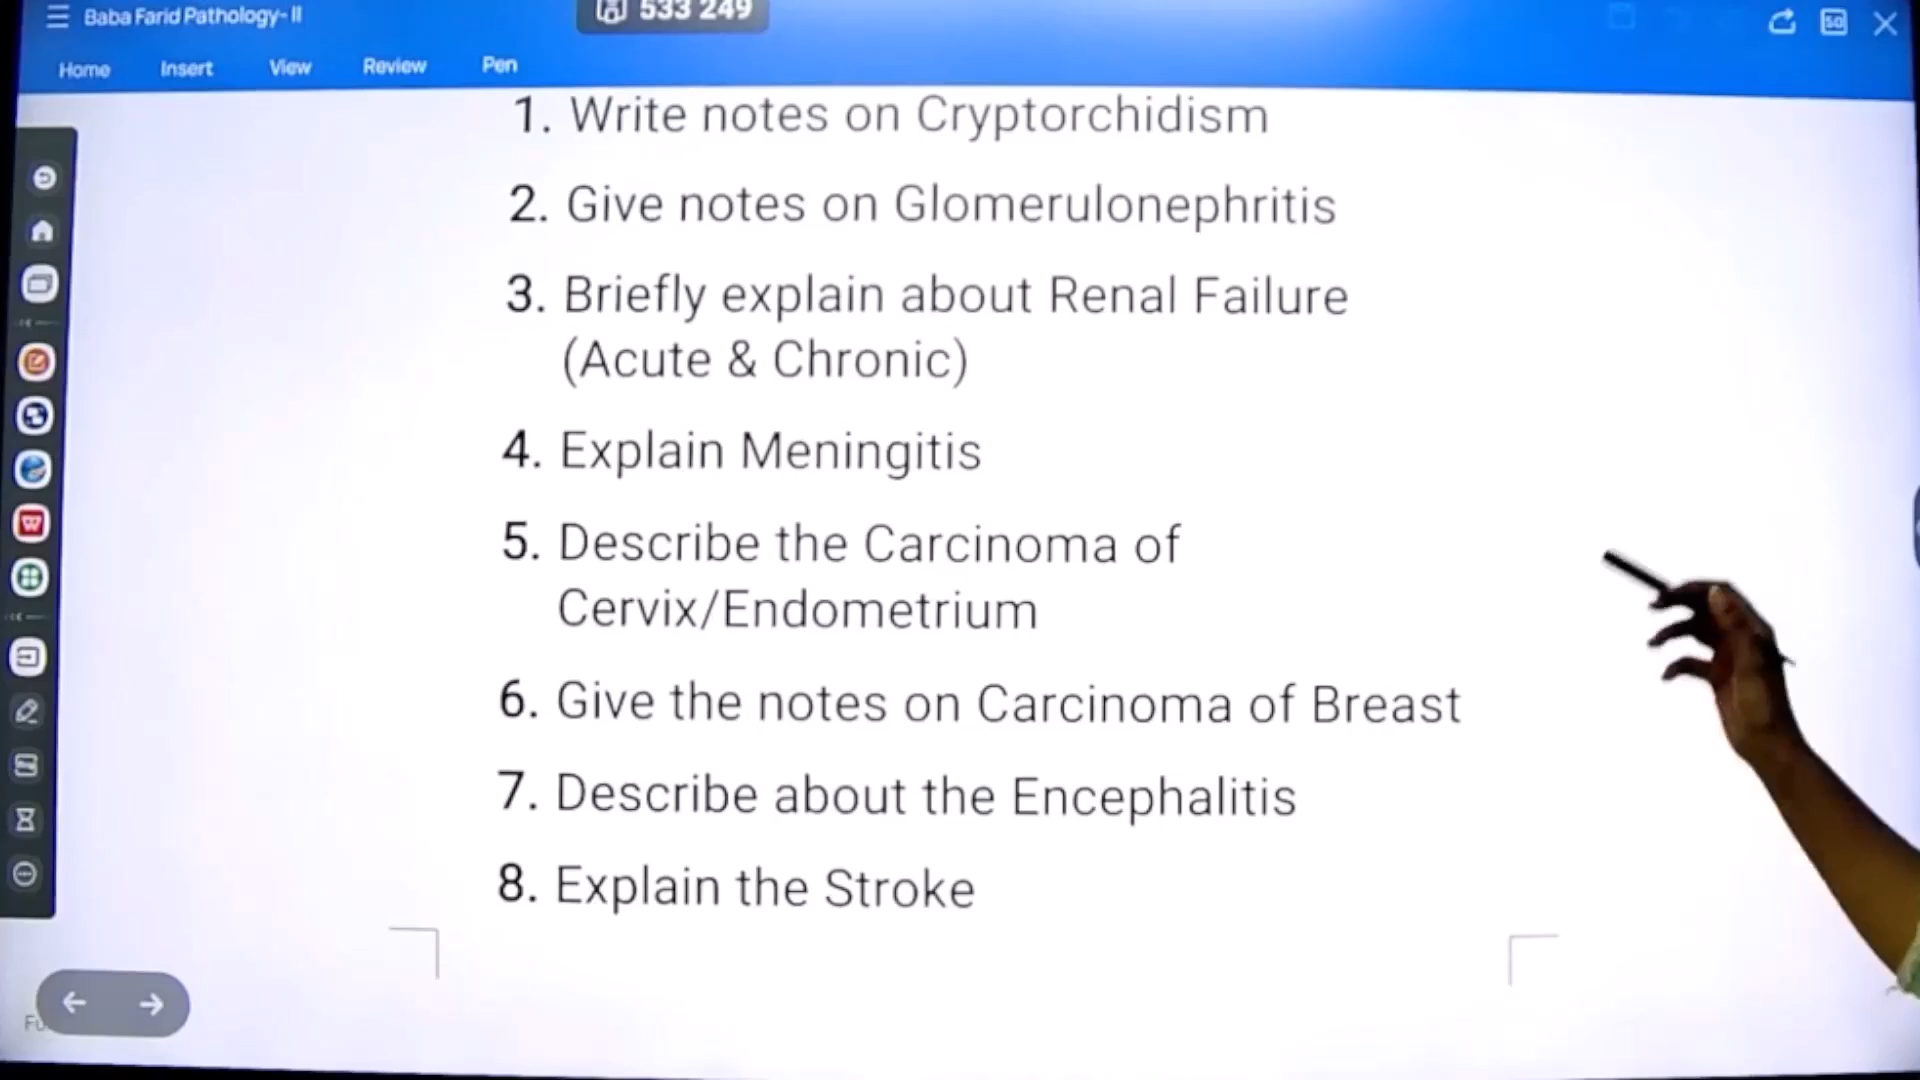 Baba Farid Pathology-II
533 249
50
Home Insert View Review Pen
1. Write notes on Cryptorchidism
2. Give notes on Glomerulonephritis
3. Briefly explain about Renal Failure
(Acute & Chronic)
4. Explain Meningitis
5. Describe the Carcinoma of
Cervix/Endometrium
6. Give the notes on Carcinoma of Breast
7. Describe about the Encephalitis
8. Explain the Stroke